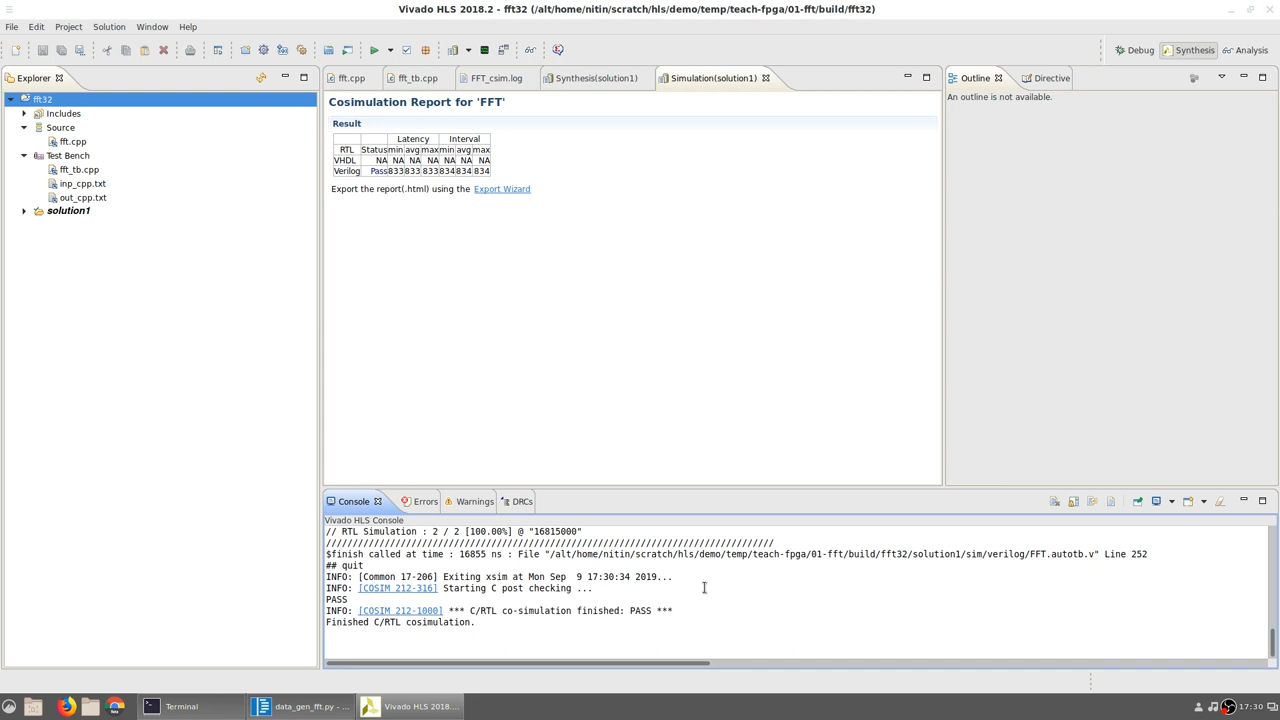 Vivado HLS 2018.2 - fft32 (/alt/home/nitin/scratch/hls/demo/temp/teach-fpga/01-fft/build/fft32)
File Edit Project Solution Window Help
Debug Synthesis Analysis
Explorer
fft32
Includes
Source
fft.cpp
Test Bench
fft_tb.cpp
inp_cpp.txt
out_cpp.txt
solution1
fft.cpp fft_tb.cpp FFT_csim.log Synthesis(solution1) Simulation(solution1)
Cosimulation Report for 'FFT'
Result
Latency Interval
RTL Status min avg max min avg max
VHDL NA NA NA NA NA NA NA
Verilog Pass 833 833 833 834 834 834
Export the report(.html) using the Export Wizard
Outline Directive
An outline is not available.
Console Errors Warnings DRCs
Vivado HLS Console
// RTL Simulation : 2 / 2 [100.00%] @ "16815000"
////////////////////////////////////////////////////////////////////////////////////
$finish called at time : 16855 ns : File "/alt/home/nitin/scratch/hls/demo/temp/teach-fpga/01-fft/build/fft32/solution1/sim/verilog/FFT.autotb.v" Line 252
## quit
INFO: [Common 17-206] Exiting xsim at Mon Sep  9 17:30:34 2019...
INFO: [COSIM 212-316] Starting C post checking ...
PASS
INFO: [COSIM 212-1000] *** C/RTL co-simulation finished: PASS ***
Finished C/RTL cosimulation.
Terminal data_gen_fft.py - ... Vivado HLS 2018.... 17:30